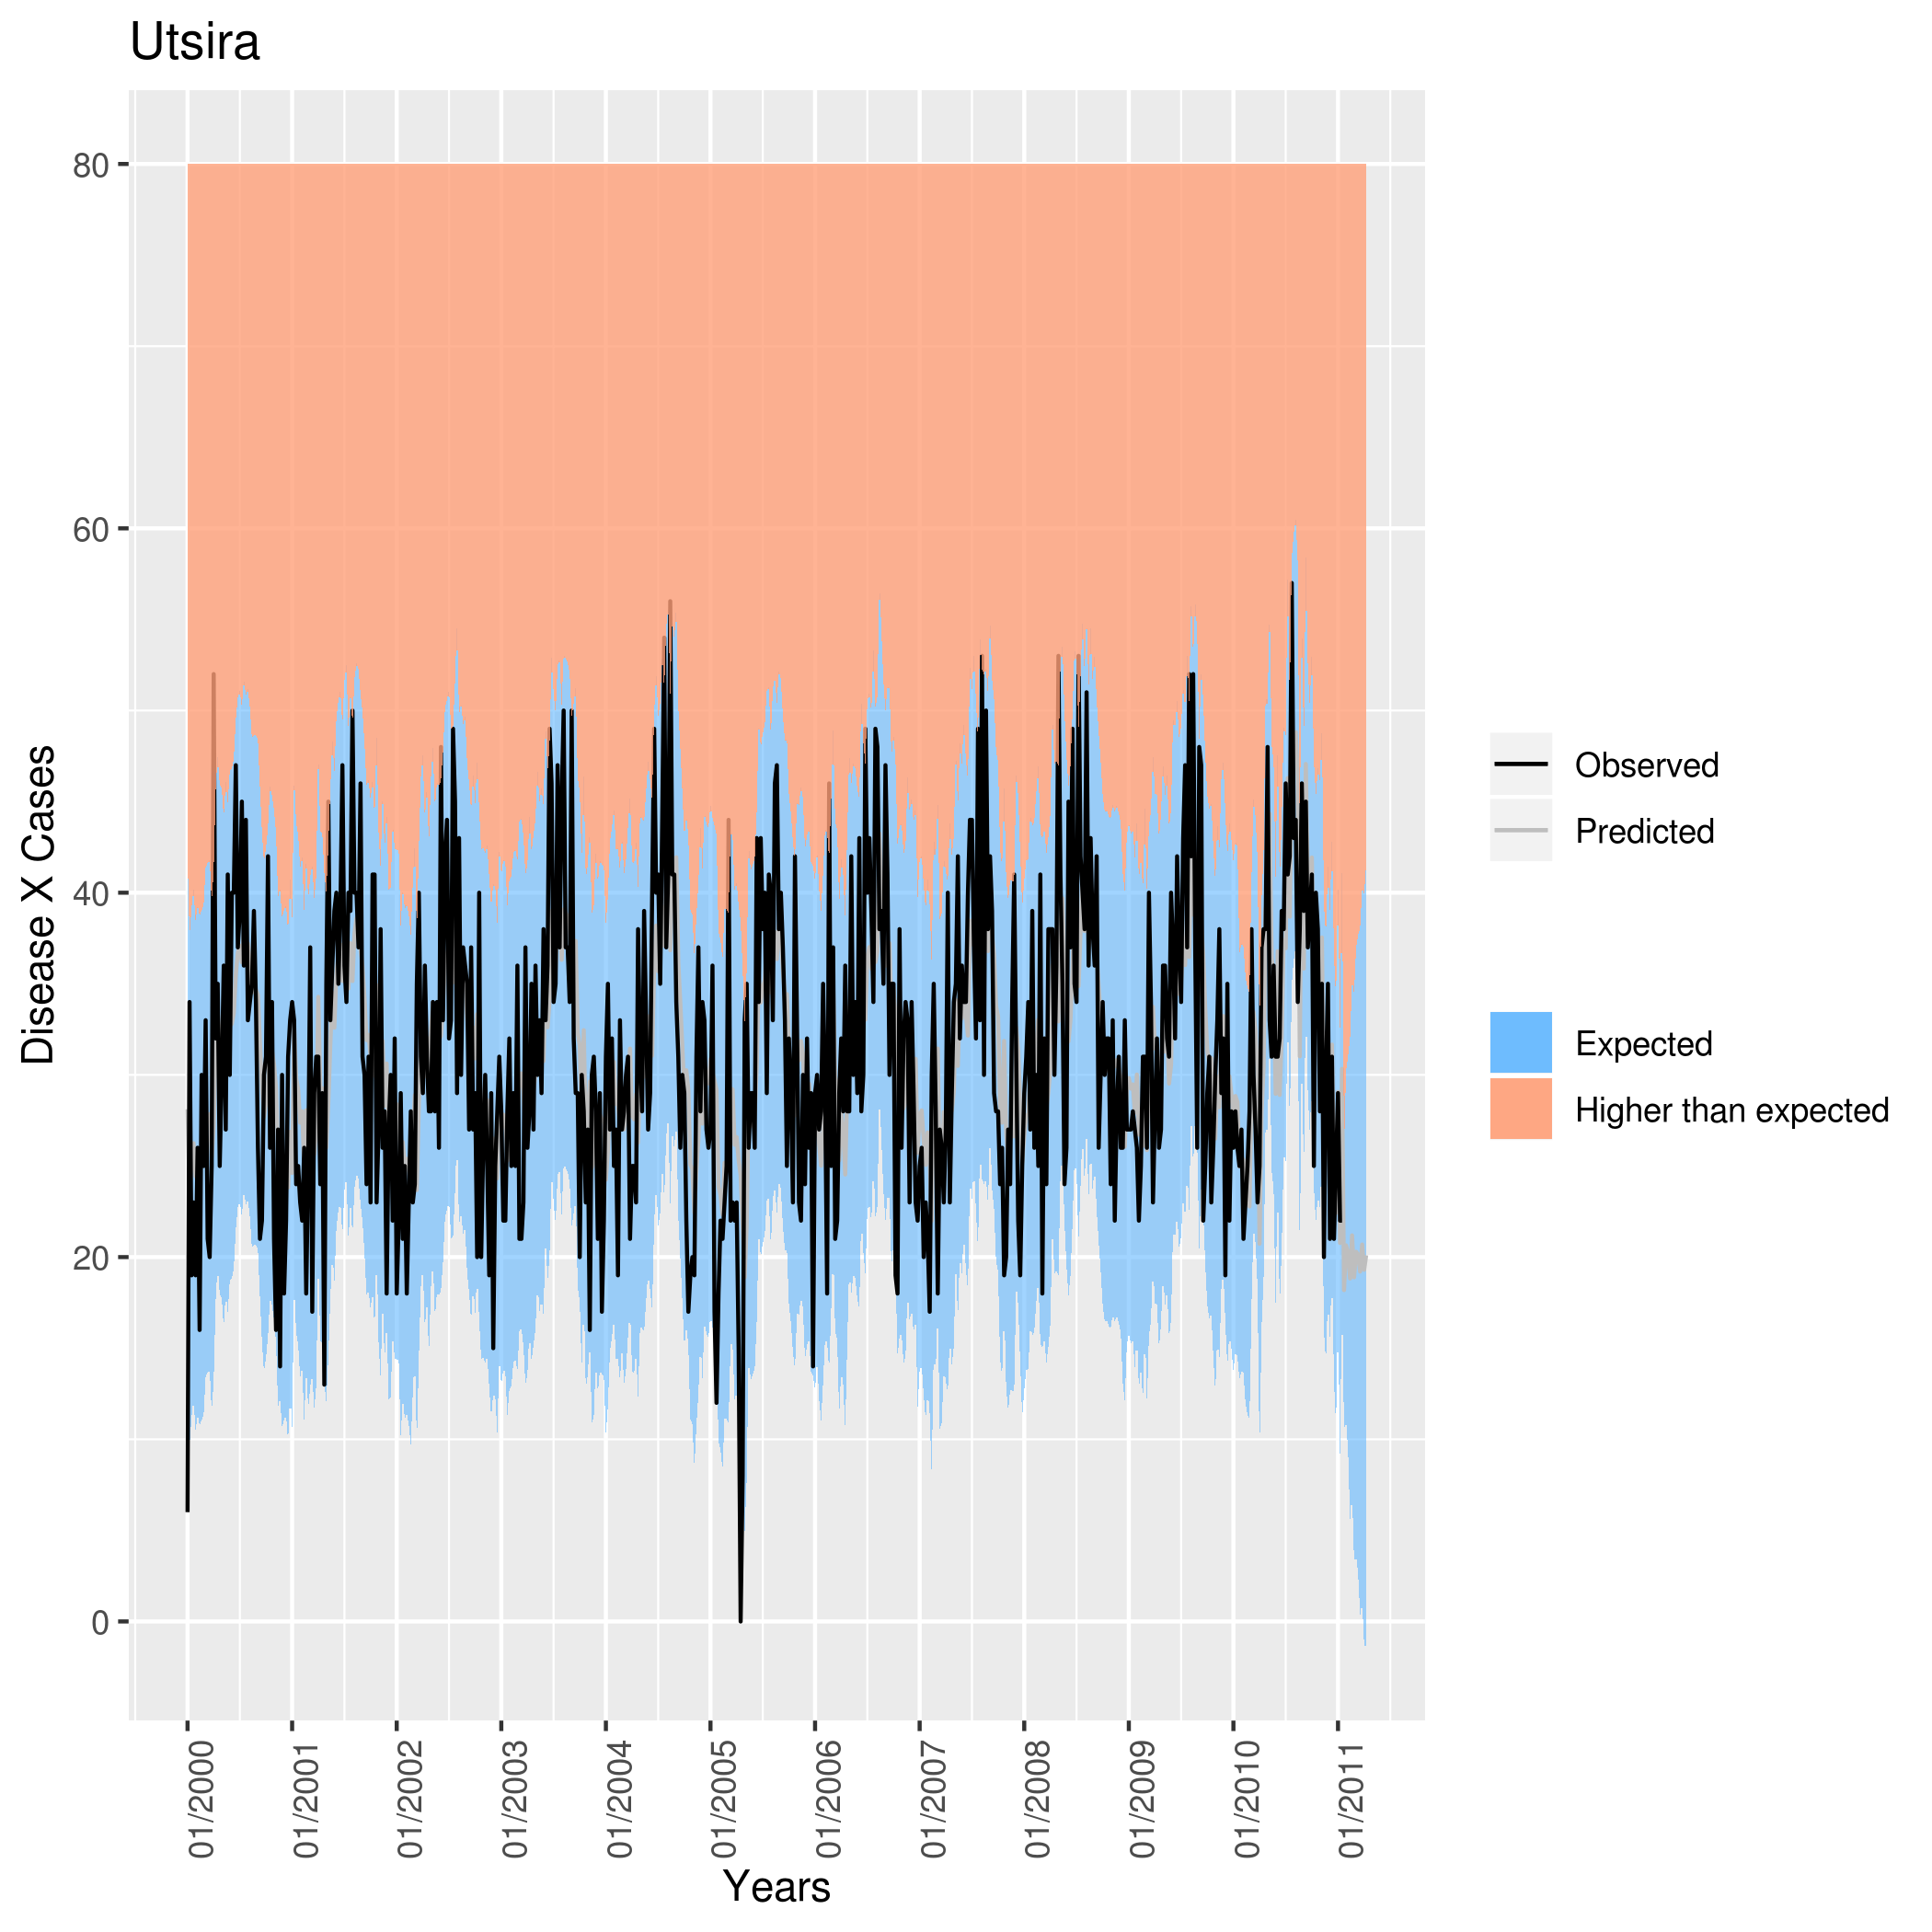 Utsira
Disease X Cases
80
60
40
20
0
01/2000
01/2001
01/2002
01/2003
01/2004
01/2005
01/2006
01/2007
01/2008
01/2009
01/2010
01/2011
Years
Observed
Predicted
Expected
Higher than expected